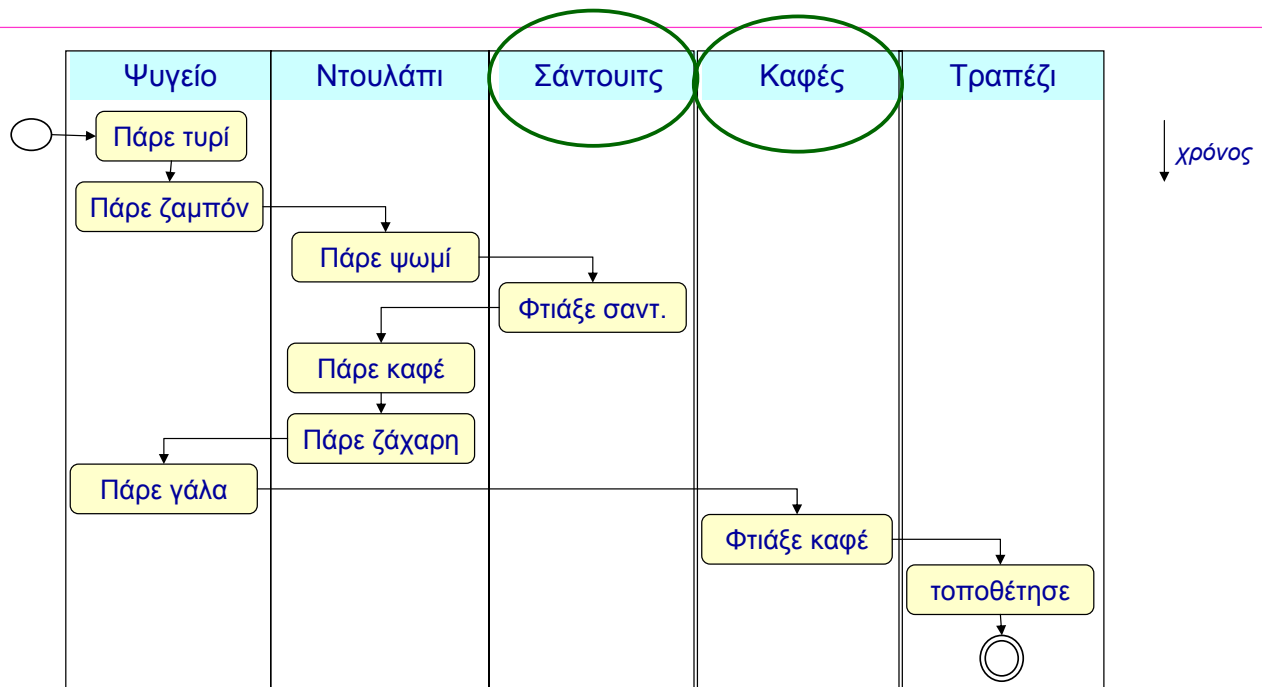 Ψυγείο
Ντουλάπι
Σάντουιτς
Καφές
Τραπέζι
Πάρε τυρί
χρόνος
Πάρε ζαμπόν
Πάρε ψωμί
Φτιάξε σαντ.
Πάρε καφέ
Πάρε ζάχαρη
Πάρε γάλα
Φτιάξε καφέ
τοποθέτησε